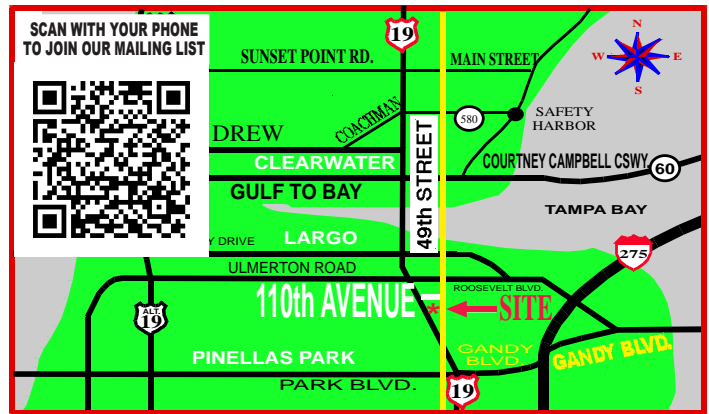 SCAN WITH YOUR PHONE
TO JOIN OUR MAILING LIST
19
N
W E
S
SUNSET POINT RD.
MAIN STREET
COACHMAN
580
SAFETY
HARBOR
DREW
CLEARWATER
COURTNEY CAMPBELL CSWY.
60
GULF TO BAY
49th STREET
TAMPA BAY
Y DRIVE
LARGO
275
ULMERTON ROAD
ROOSEVELT BLVD.
110th AVENUE
* SITE
ALT.
19
GANDY
BLVD.
GANDY BLVD.
PINELLAS PARK
PARK BLVD.
19